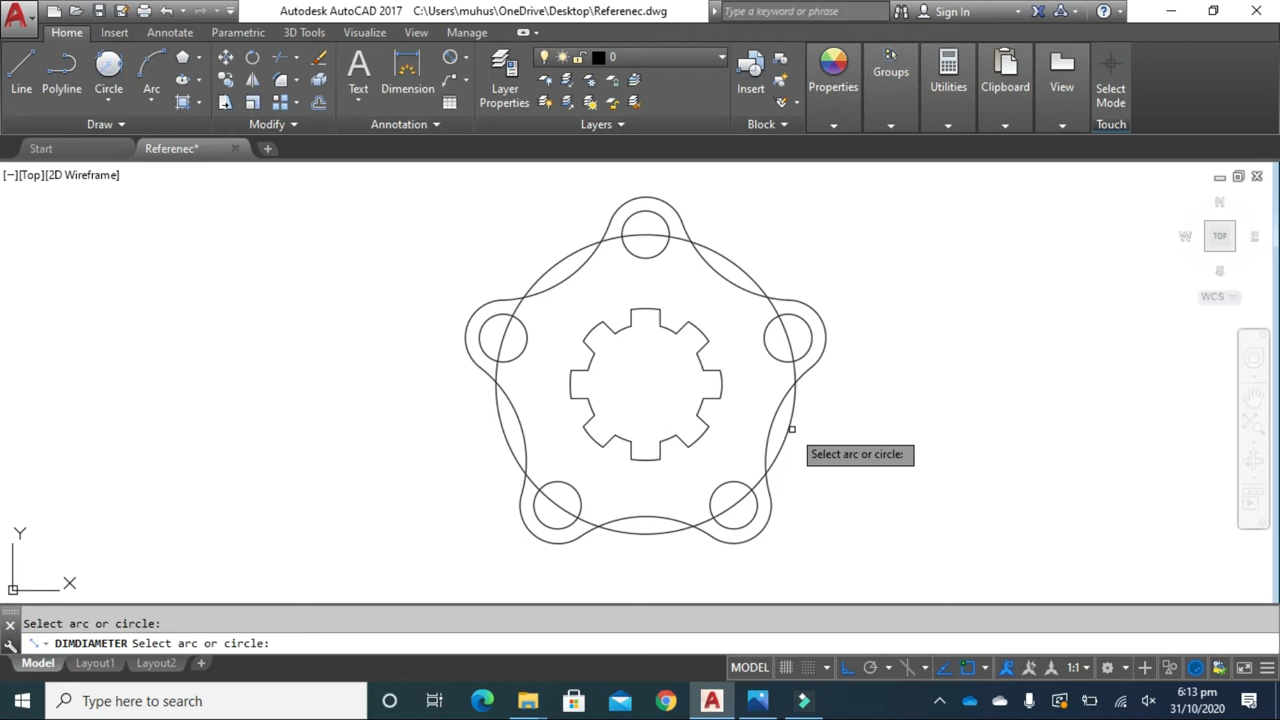 Autodesk AutoCAD 2017 C:\Users\muhus\OneDrive\Desktop\Referenec.dwg
Type a keyword or phrase
Sign In
Home Insert Annotate Parametric 3D Tools Visualize View Manage
Line Polyline Circle Arc
Text Dimension
Layer Properties
0
Insert
Properties
Groups
Utilities
Clipboard
View
Select Mode
Draw Modify Annotation Layers Block Touch
Start Referenec*
[−][Top][2D Wireframe]
N
W TOP E
S
WCS
Select arc or circle:
Y
X
Select arc or circle:
DIMDIAMETER Select arc or circle:
Model Layout1 Layout2
MODEL 1:1
Type here to search
6:13 pm
31/10/2020